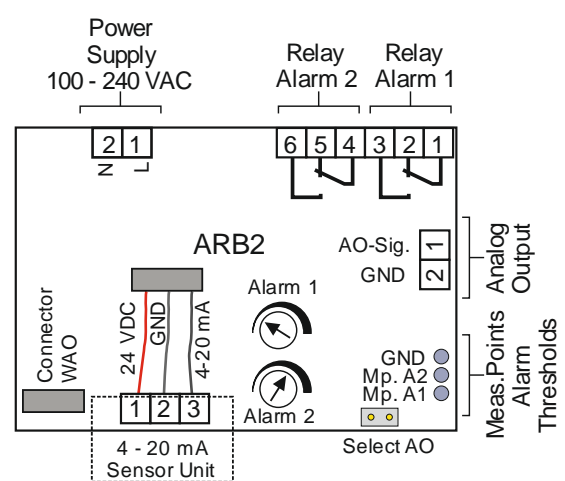 Power
Supply
100 - 240 VAC
Relay
Alarm 2
Relay
Alarm 1
2 1
N L
6 5 4 3 2 1
ARB2
AO-Sig. 1
GND 2
Analog
Output
Connector
WAO
24 VDC
GND
4-20 mA
Alarm 1
Alarm 2
GND
Mp. A2
Mp. A1
Meas.Points
Alarm
Thresholds
Select AO
1 2 3
4 - 20 mA
Sensor Unit